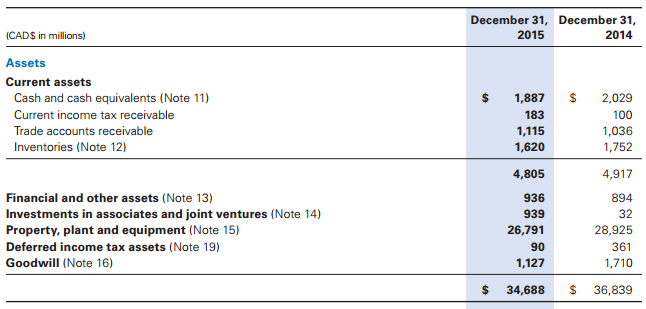 December 31, December 31,
(CAD$ in millions) 2015 2014
Assets
Current assets
Cash and cash equivalents (Note 11) $ 1,887 $ 2,029
Current income tax receivable 183 100
Trade accounts receivable 1,115 1,036
Inventories (Note 12) 1,620 1,752
4,805 4,917
Financial and other assets (Note 13) 936 894
Investments in associates and joint ventures (Note 14) 939 32
Property, plant and equipment (Note 15) 26,791 28,925
Deferred income tax assets (Note 19) 90 361
Goodwill (Note 16) 1,127 1,710
$ 34,688 $ 36,839